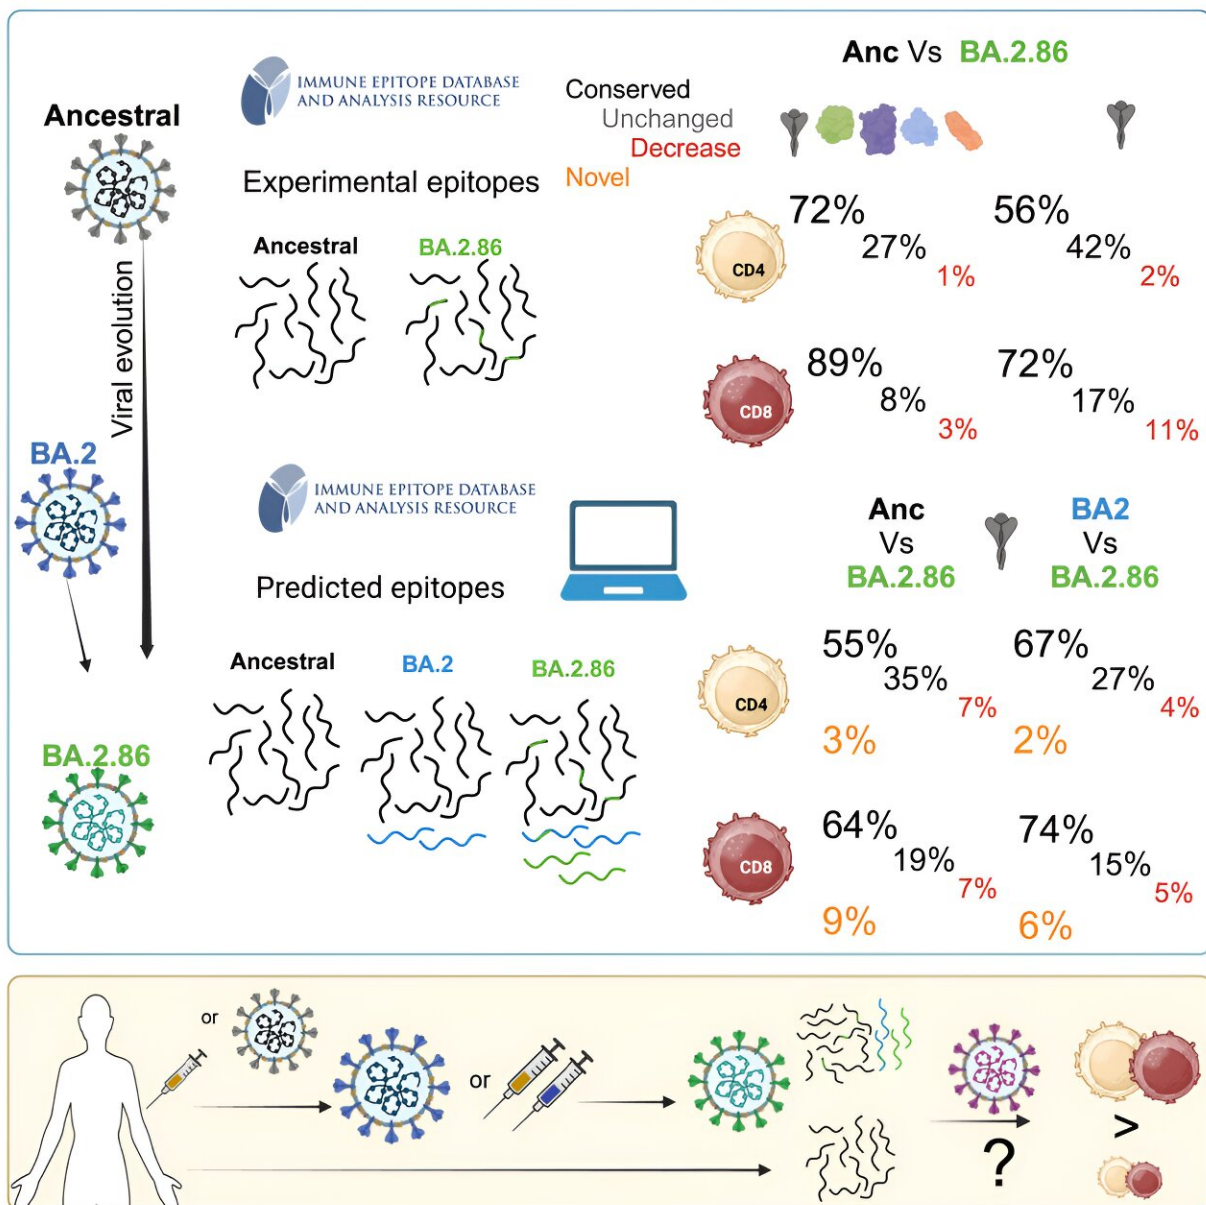 Anc Vs BA.2.86
IMMUNE EPITOPE DATABASE
AND ANALYSIS RESOURCE
Conserved
Unchanged
Decrease
Novel
Ancestral
Experimental epitopes
Ancestral
BA.2.86
72%
27%
1%
56%
42%
2%
CD4
Viral evolution
89%
8%
3%
72%
17%
11%
CD8
BA.2
IMMUNE EPITOPE DATABASE
AND ANALYSIS RESOURCE
Predicted epitopes
Anc
Vs
BA.2.86
BA2
Vs
BA.2.86
Ancestral
BA.2
BA.2.86
55%
35%
7%
3%
67%
27%
4%
2%
CD4
BA.2.86
64%
19%
7%
9%
74%
15%
5%
6%
CD8
or
or
?
>